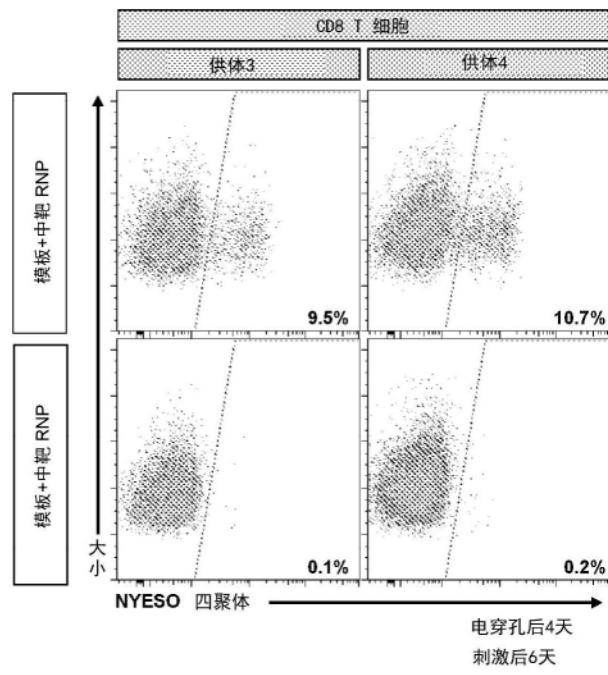 CD8 T 细胞
供体3
供体4
模板+中靶 RNP
9.5%
10.7%
模板+中靶 RNP
0.1%
0.2%
大小
NYESO 四聚体
电穿孔后4天
刺激后6天